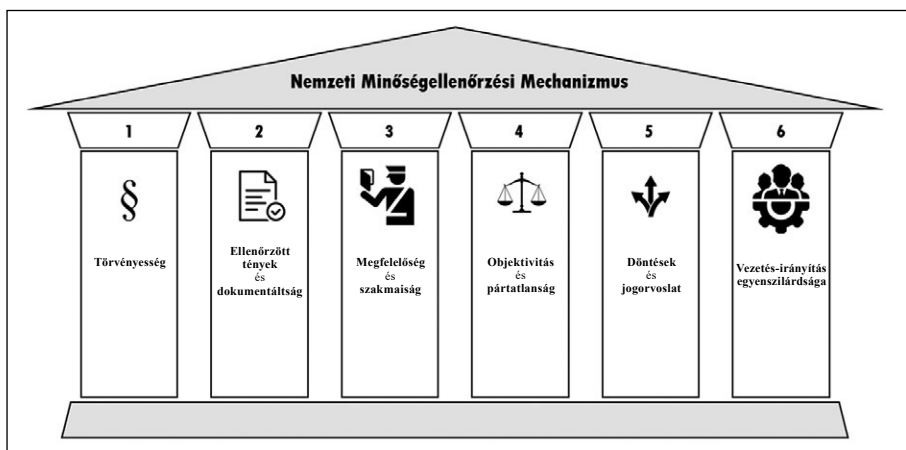 Nemzeti Minőségellenőrzési Mechanizmus
1
2
3
4
5
6
§
Törvényesség
Ellenőrzött
tények
és
dokumentáltság
Megfelelőség
és
szakmaiság
Objektivitás
és
pártatlanság
Döntések
és
jogorvoslat
Vezetés-irányítás
egyenszilárdsága